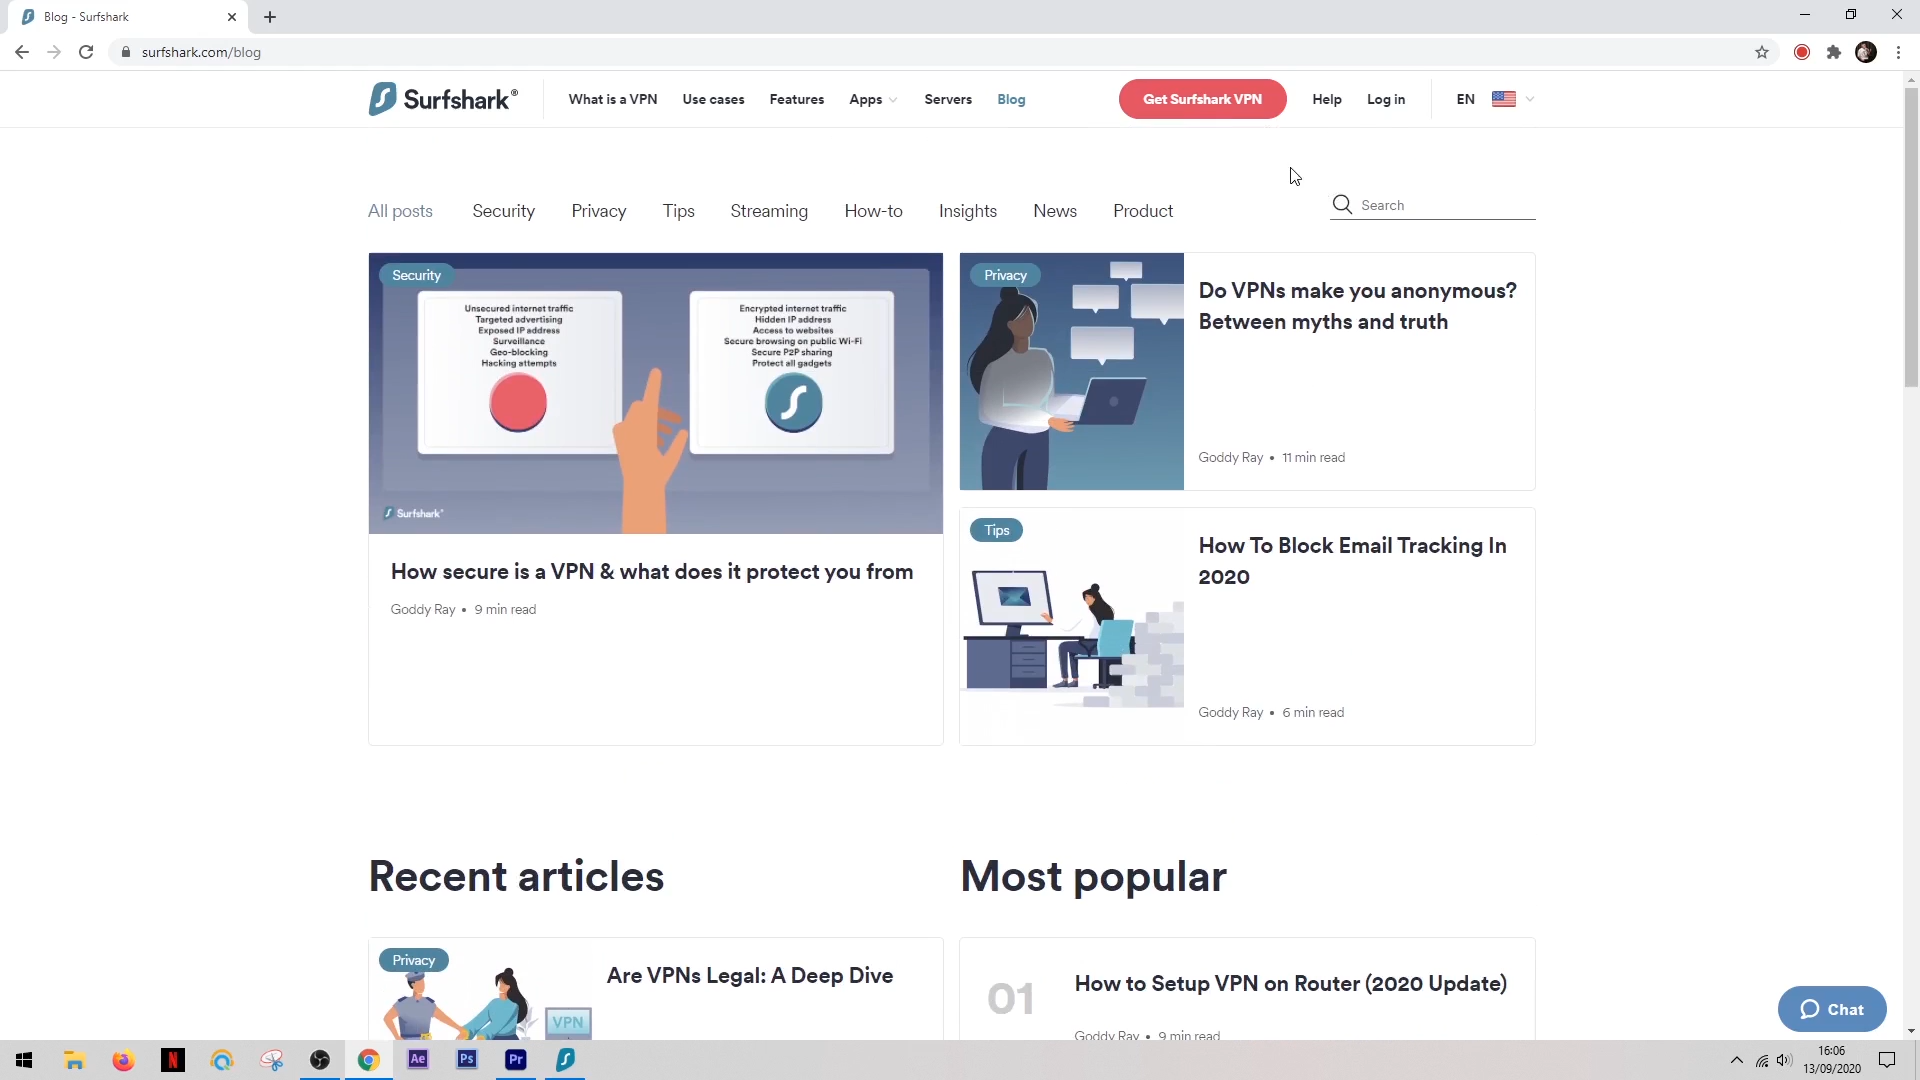 Blog - Surfshark
surfshark.com/blog
Surfshark®
What is a VPN
Use cases
Features
Apps
Servers
Blog
Get Surfshark VPN
Help
Log in
EN
All posts
Security
Privacy
Tips
Streaming
How-to
Insights
News
Product
Search
Security
Unsecured internet traffic
Targeted advertising
Exposed IP address
Surveillance
Geo-blocking
Hacking attempts
Encrypted internet traffic
Hidden IP address
Access to websites
Secure browsing on public Wi-Fi
Secure P2P sharing
Protect all gadgets
Surfshark®
How secure is a VPN & what does it protect you from
Goddy Ray • 9 min read
Privacy
Do VPNs make you anonymous?
Between myths and truth
Goddy Ray • 11 min read
Tips
How To Block Email Tracking In
2020
Goddy Ray • 6 min read
Recent articles
Most popular
Privacy
VPN
Are VPNs Legal: A Deep Dive
01
How to Setup VPN on Router (2020 Update)
Goddy Ray • 9 min read
Chat
N
Ae
Ps
Pr
16:06
13/09/2020